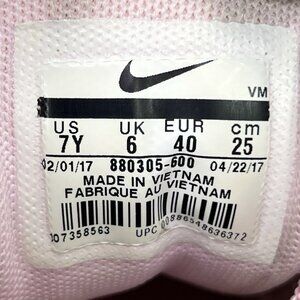 VM
US UK EUR cm
7Y 6 40 25
02/01/17 880305-600 04/22/17
MADE IN VIETNAM
FABRIQUE AU VIETNAM
007358563
UPC 00886548636372